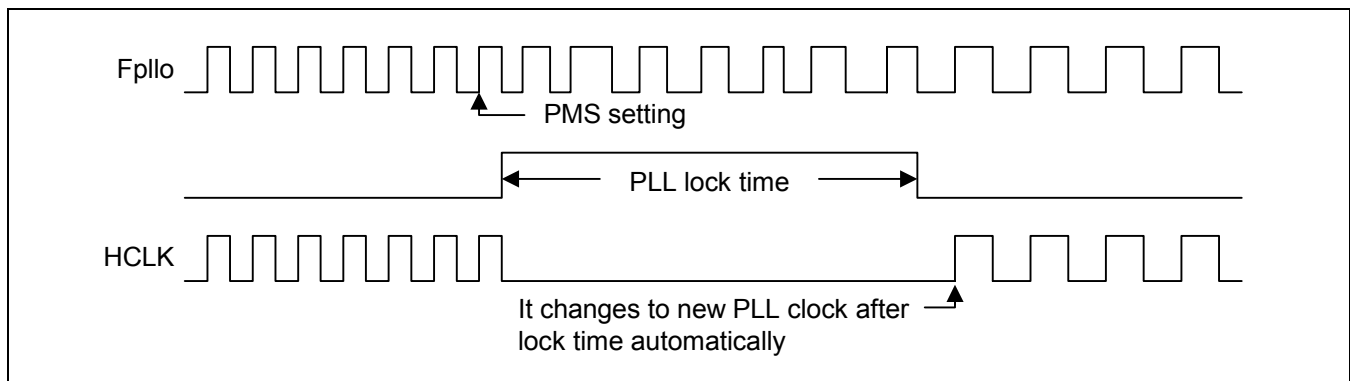 Fpllo
PMS setting
PLL lock time
HCLK
It changes to new PLL clock after
lock time automatically